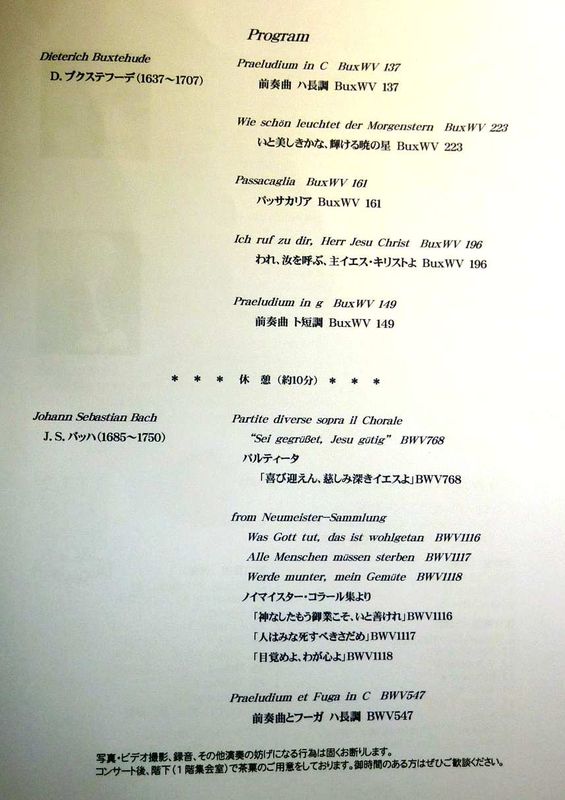 Program
Dieterich Buxtehude
D. ブクステフーデ(1637～1707)
Praeludium in C BuxWV 137
前奏曲 ハ長調 BuxWV 137
Wie schön leuchtet der Morgenstern BuxWV 223
いと美しきかな、輝ける暁の星 BuxWV 223
Passacaglia BuxWV 161
パッサカリア BuxWV 161
Ich ruf zu dir, Herr Jesu Christ BuxWV 196
われ、汝を呼ぶ、主イエス・キリストよ BuxWV 196
Praeludium in g BuxWV 149
前奏曲 ト短調 BuxWV 149
* * * 休 憩 (約10分) * * *
Johann Sebastian Bach
J. S. バッハ(1685～1750)
Partite diverse sopra il Chorale
“Sei gegrüßet, Jesu gütig” BWV768
パルティータ
「喜び迎えん、慈しみ深きイエスよ」BWV768
from Neumeister-Sammlung
Was Gott tut, das ist wohlgetan BWV1116
Alle Menschen müssen sterben BWV1117
Werde munter, mein Gemüte BWV1118
ノイマイスター・コラール集より
「神なしたもう御業こそ、いと善けれ」BWV1116
「人はみな死すべきさだめ」BWV1117
「目覚めよ、わが心よ」BWV1118
Praeludium et Fuga in C BWV547
前奏曲とフーガ ハ長調 BWV547
写真・ビデオ撮影、録音、その他演奏の妨げになる行為は固くお断りします。
コンサート後、階下(1階集会室)で茶菓のご用意をしております。御時間のある方はぜひご歓談ください。